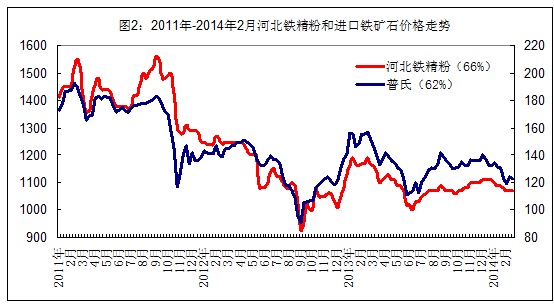 图2：2011年-2014年2月河北铁精粉和进口铁矿石价格走势
1600
1500
1400
1300
1200
1100
1000
900
220
200
180
160
140
120
100
80
河北铁精粉（66%）
普氏（62%）
2011年
2月
3月
4月
5月
6月
7月
8月
9月
10月
11月
12月
2012年
2月
3月
4月
5月
6月
7月
8月
9月
10月
11月
12月
2013年
2月
3月
4月
5月
6月
7月
8月
9月
10月
11月
12月
2014年
2月